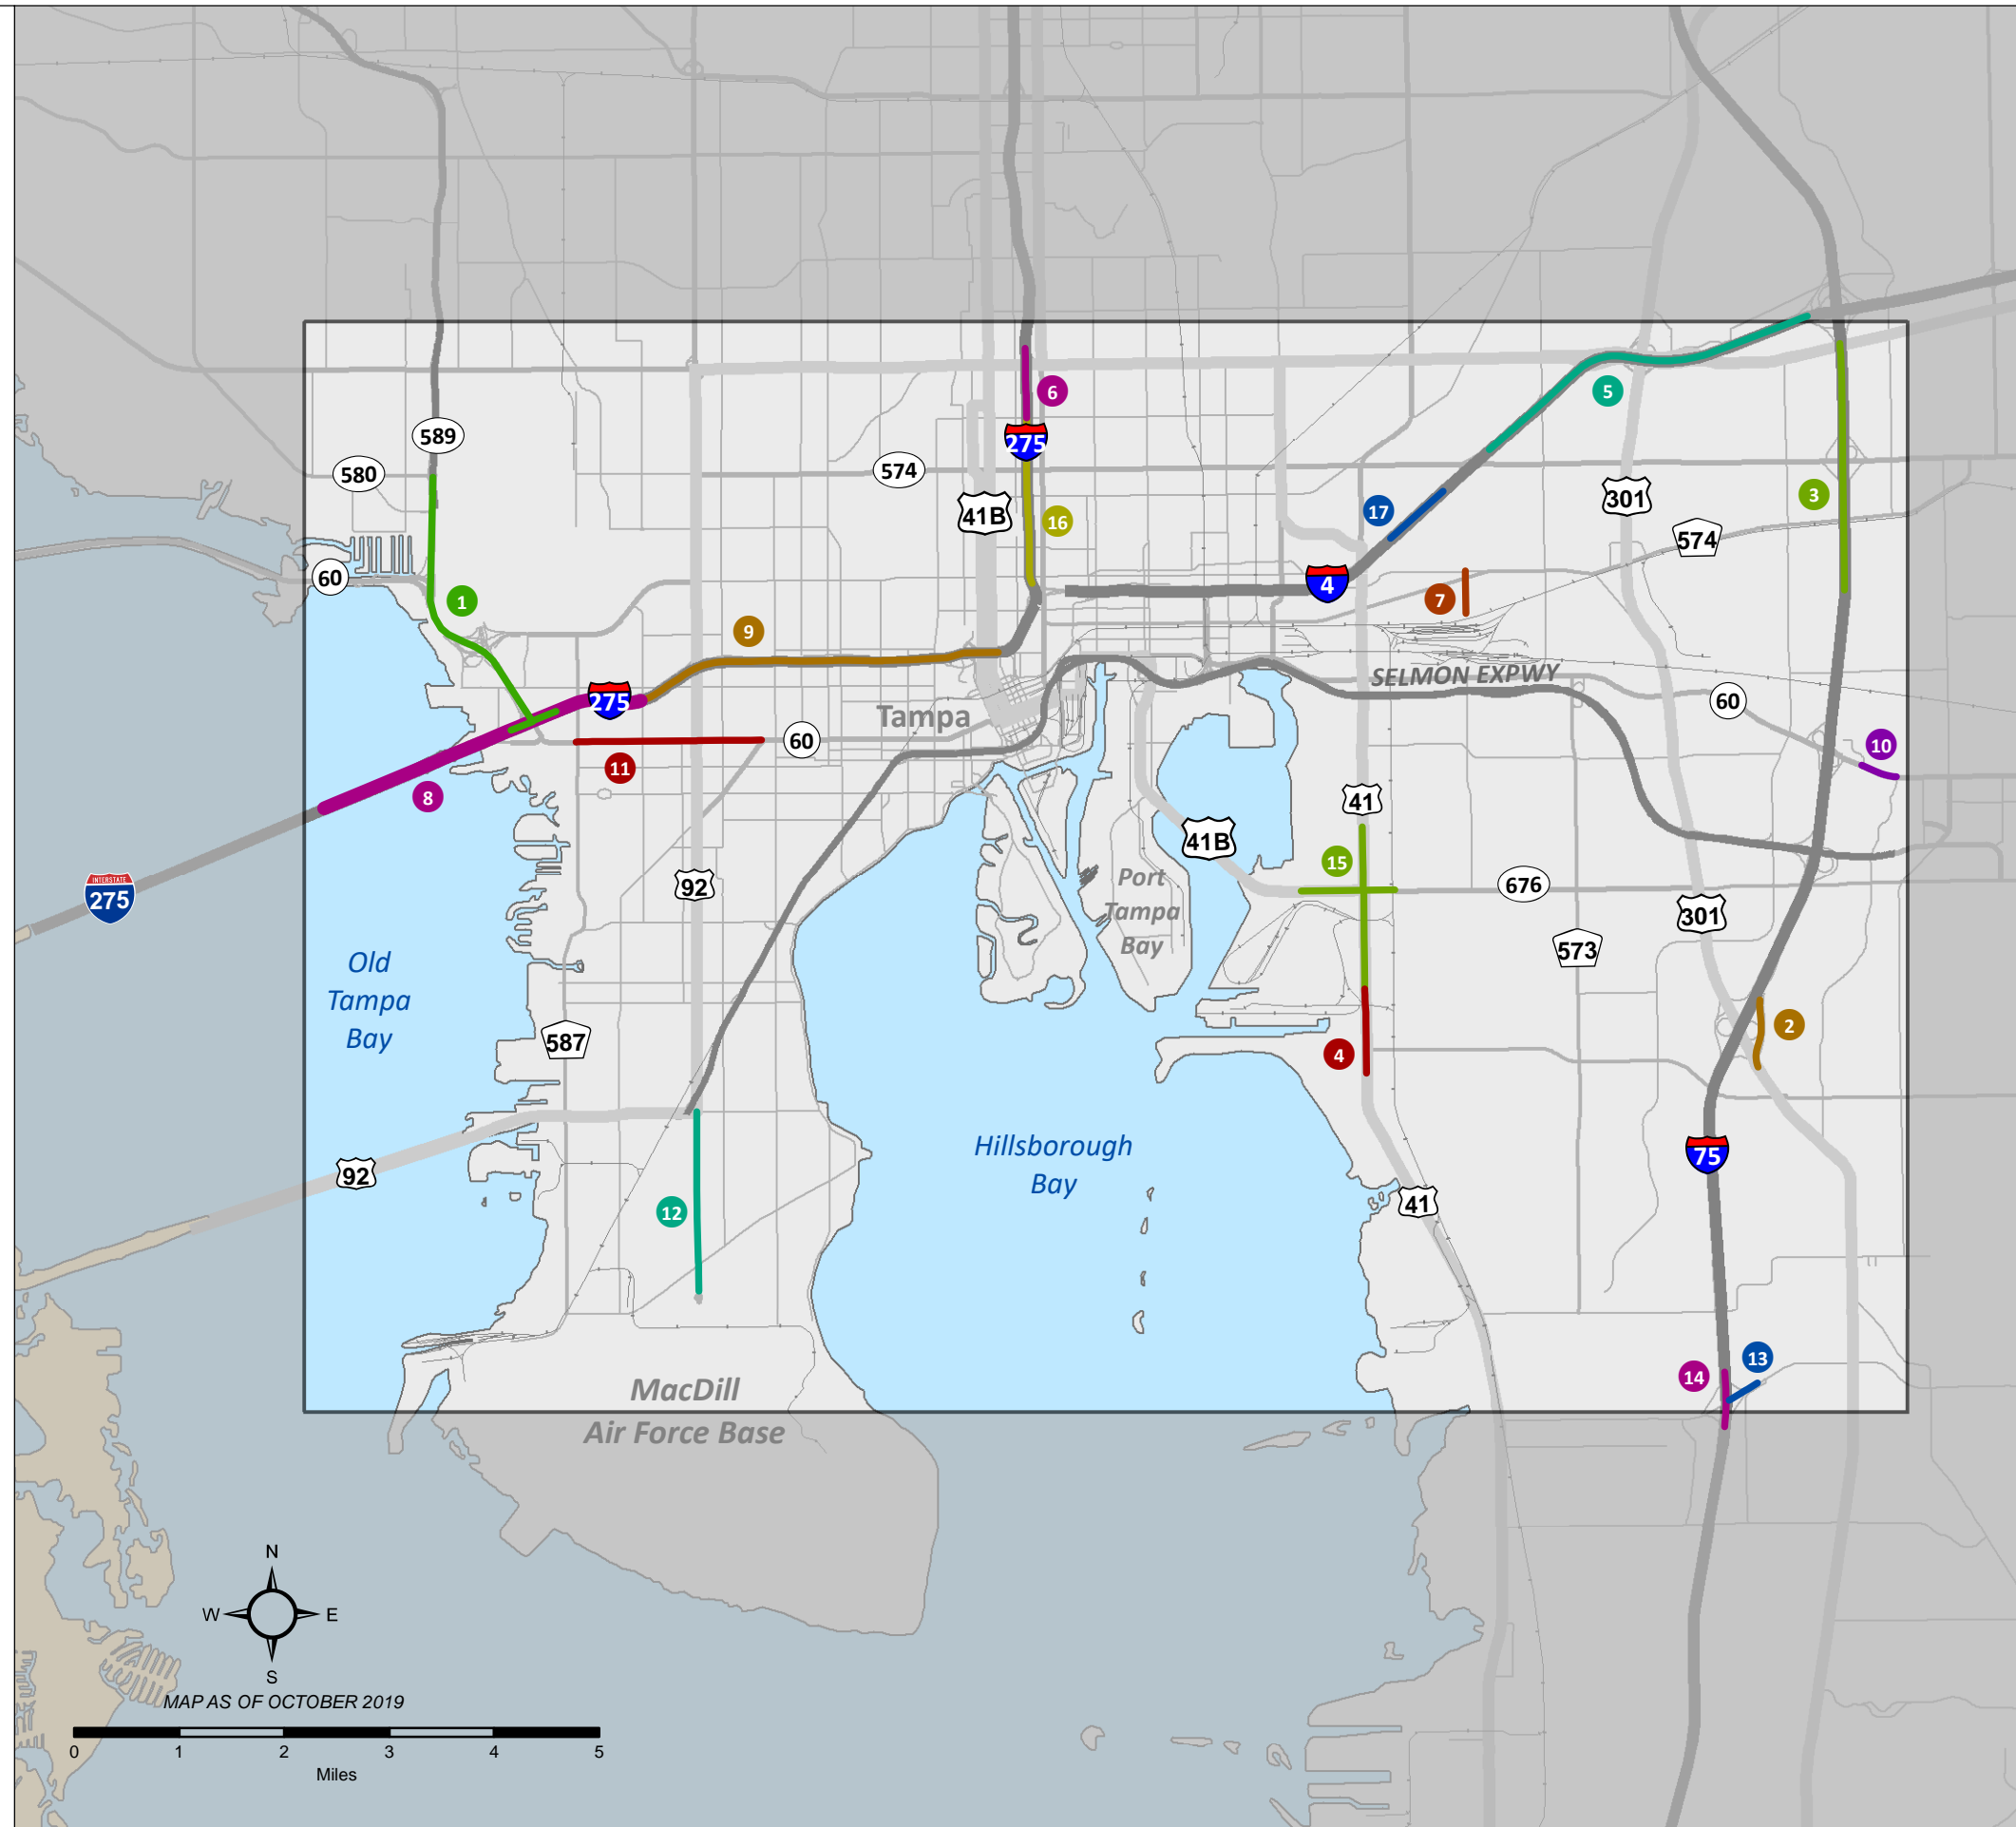 6
5
589
275
580
574
41B
16
17
301
3
574
60
1
4
7
9
SELMON EXPWY
275
Tampa
60
60
10
11
8
41
41B
15
INTERSTATE
275
92
Port
Tampa
Bay
676
301
573
Old
Tampa
Bay
587
4
2
Hillsborough
Bay
75
92
41
12
13
14
MacDill
Air Force Base
N
W
E
S
MAP AS OF OCTOBER 2019
0
1
2
3
4
5
Miles